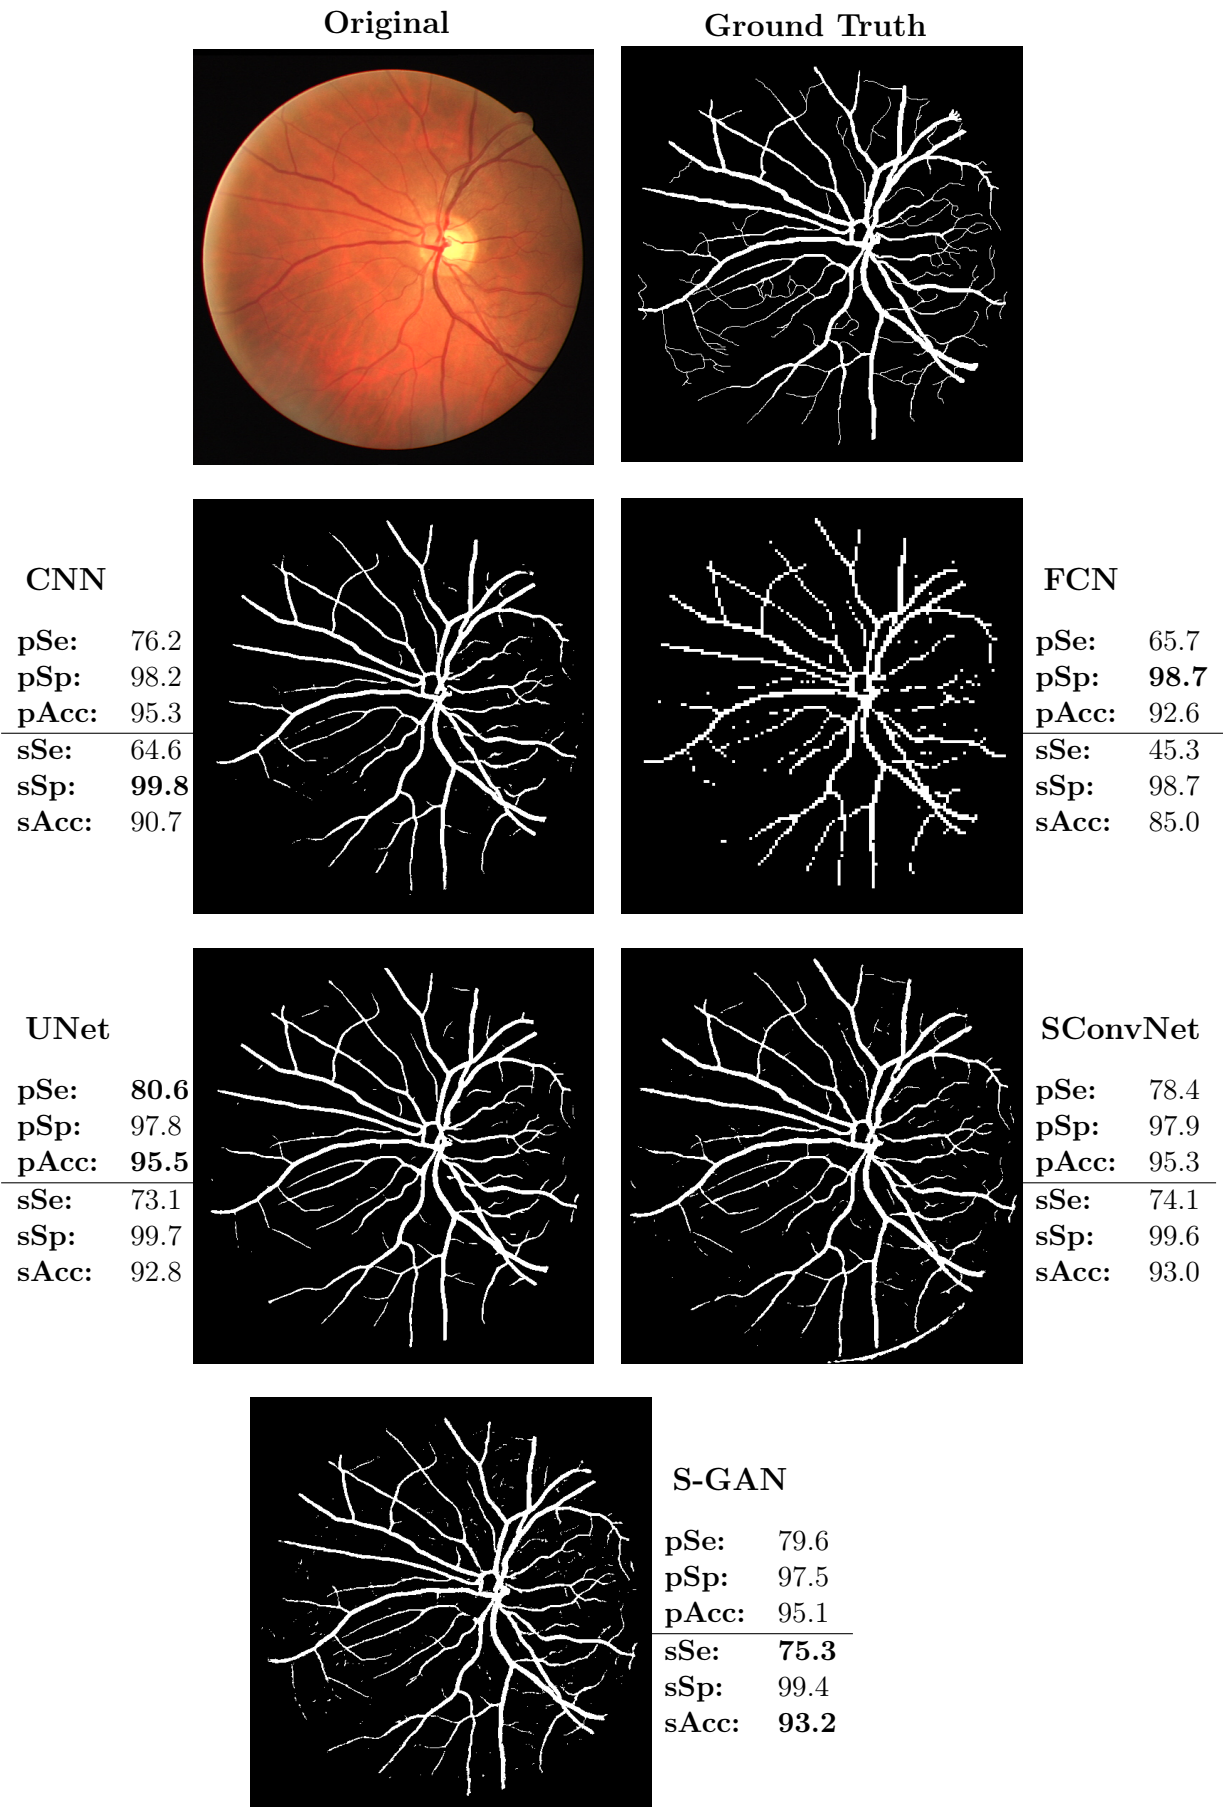 Original
Ground Truth
CNN
pSe: 76.2
pSp: 98.2
pAcc: 95.3
sSe: 64.6
sSp: 99.8
sAcc: 90.7
FCN
pSe: 65.7
pSp: 98.7
pAcc: 92.6
sSe: 45.3
sSp: 98.7
sAcc: 85.0
UNet
pSe: 80.6
pSp: 97.8
pAcc: 95.5
sSe: 73.1
sSp: 99.7
sAcc: 92.8
SConvNet
pSe: 78.4
pSp: 97.9
pAcc: 95.3
sSe: 74.1
sSp: 99.6
sAcc: 93.0
S-GAN
pSe: 79.6
pSp: 97.5
pAcc: 95.1
sSe: 75.3
sSp: 99.4
sAcc: 93.2